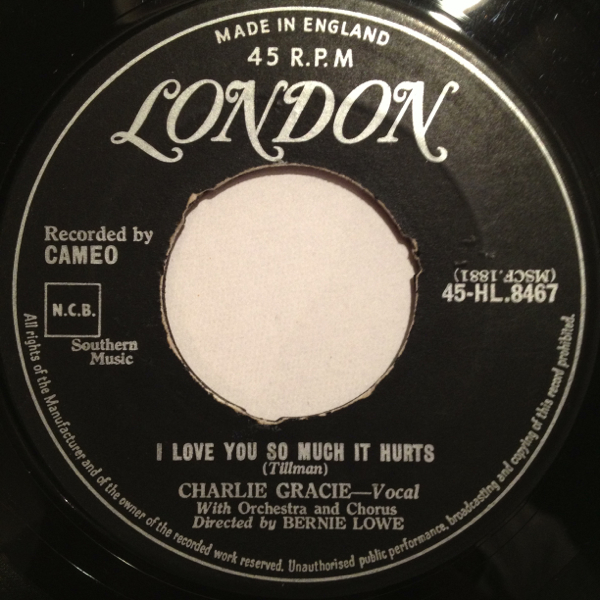 MADE IN ENGLAND
45 R.P.M
LONDON
Recorded by
CAMEO
(MSCF.1881)
45-HL.8467
N.C.B.
Southern
Music
I LOVE YOU SO MUCH IT HURTS
(Tillman)
CHARLIE GRACIE—Vocal
With Orchestra and Chorus
Directed by BERNIE LOWE
All rights of the Manufacturer and of the owner of the recorded work reserved. Unauthorised public performance, broadcasting and copying of this record prohibited.